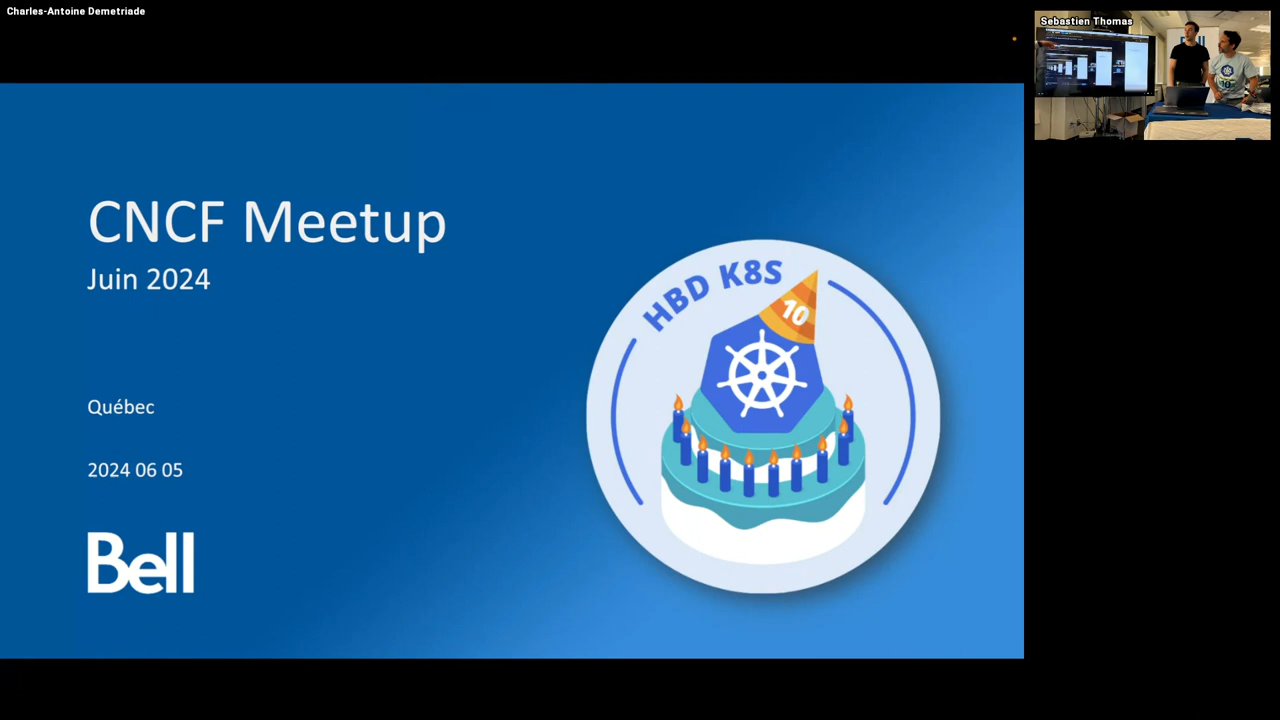 Charles-Antoine Demetriade
Sebastien Thomas
CNCF Meetup
Juin 2024
HBD K8S
10
Québec
2024 06 05
Bell